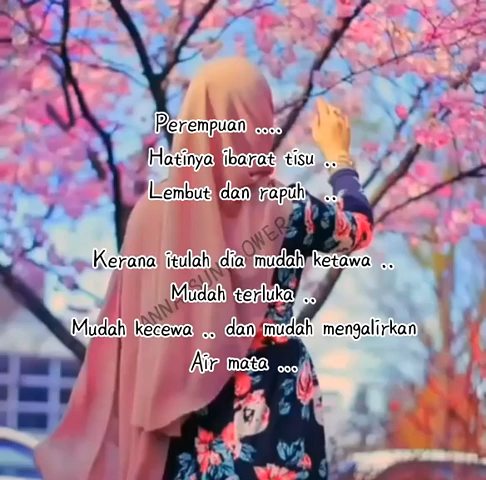 Perempuan ....
Hatinya ibarat tisu ..
Lembut dan rapuh ..
Kerana itulah dia mudah ketawa ..
Mudah terluka ..
Mudah kecewa .. dan mudah mengalirkan
Air mata ...